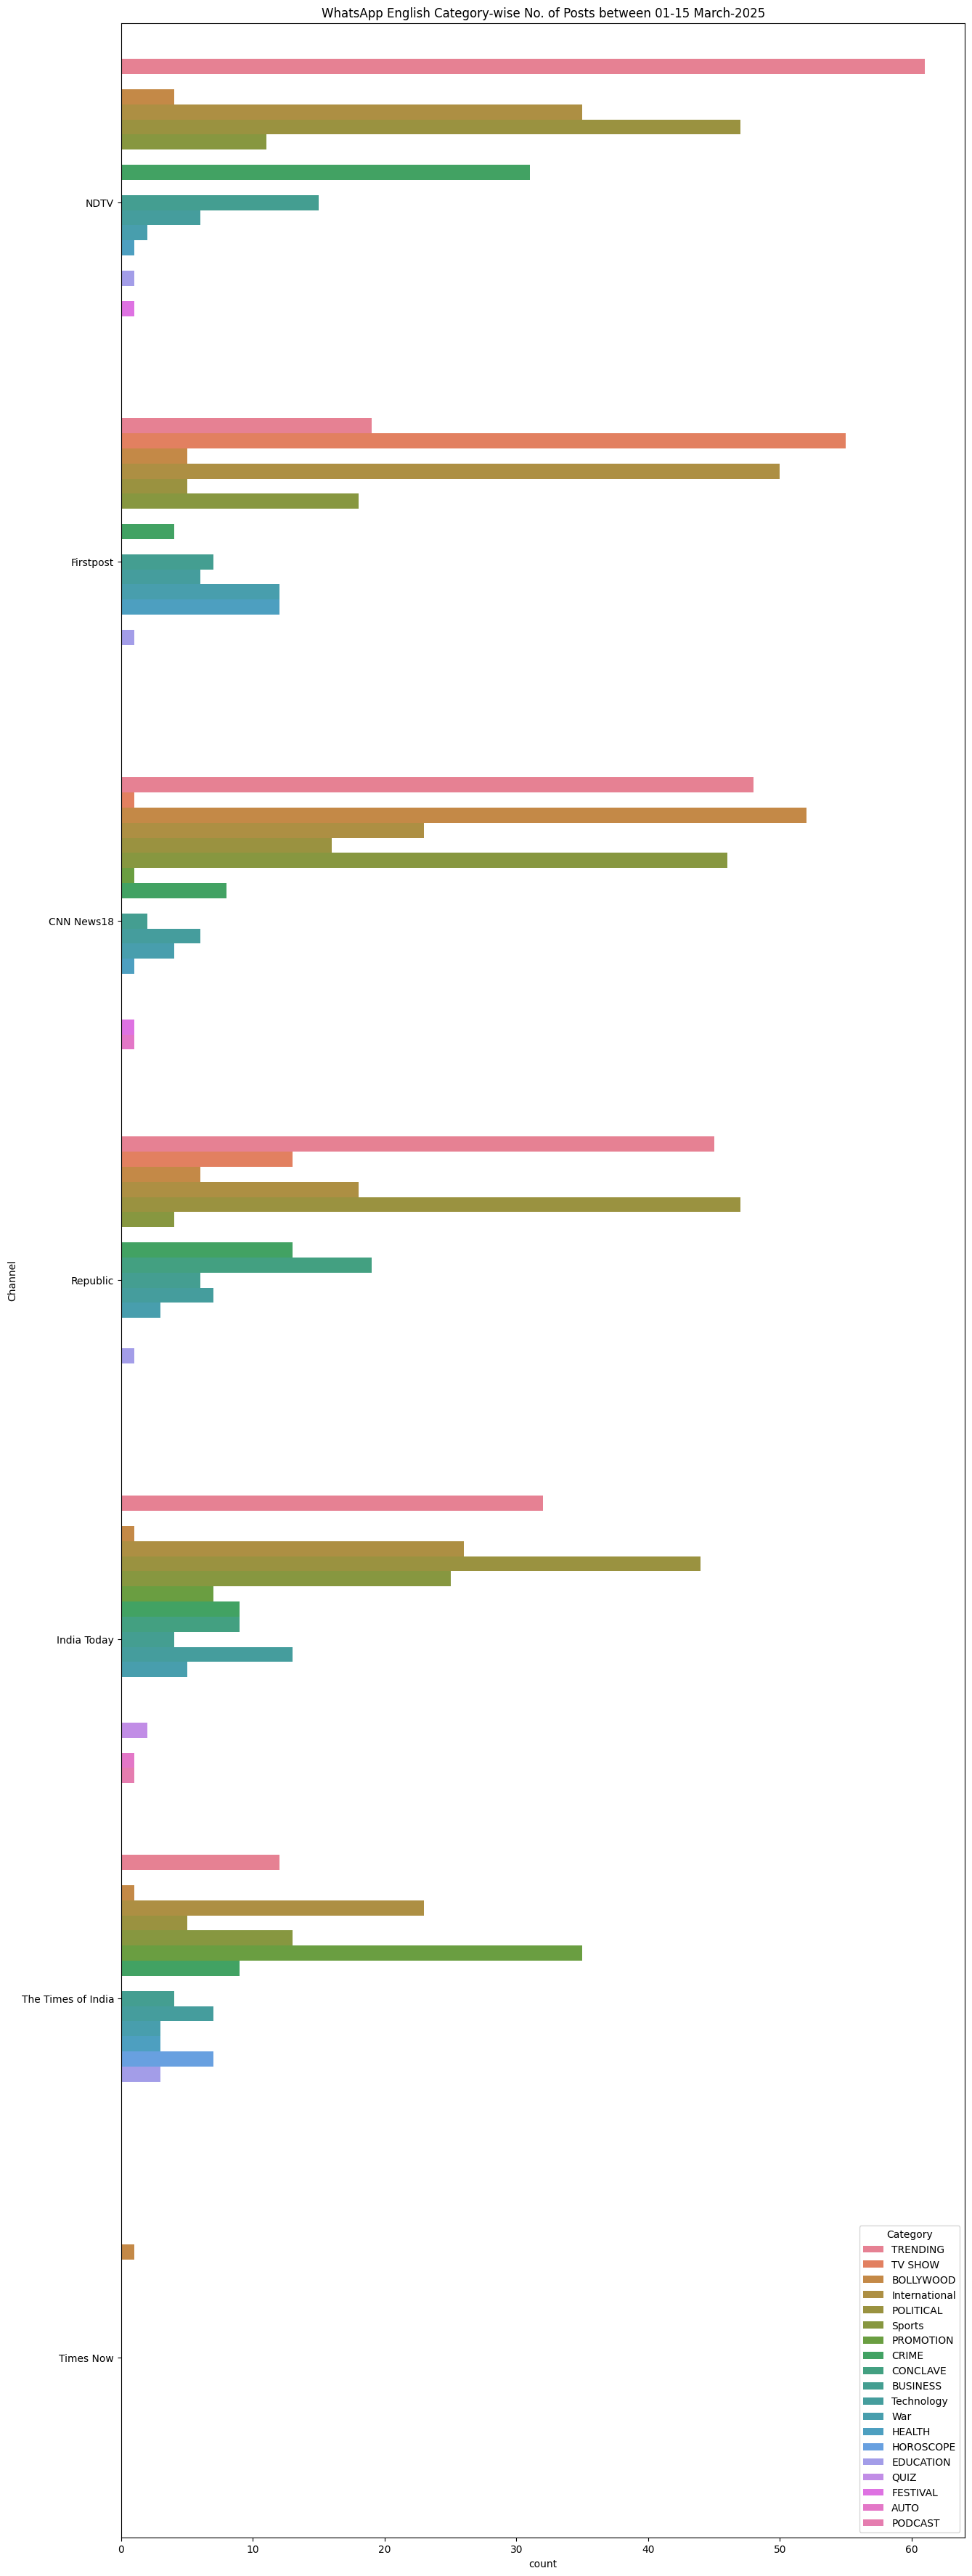 WhatsApp English Category-wise No. of Posts between 01-15 March-2025
Channel
NDTV
Firstpost
CNN News18
Republic
India Today
The Times of India
Times Now
Category
TRENDING
TV SHOW
BOLLYWOOD
International
POLITICAL
Sports
PROMOTION
CRIME
CONCLAVE
BUSINESS
Technology
War
HEALTH
HOROSCOPE
EDUCATION
QUIZ
FESTIVAL
AUTO
PODCAST
0 10 20 30 40 50 60
count